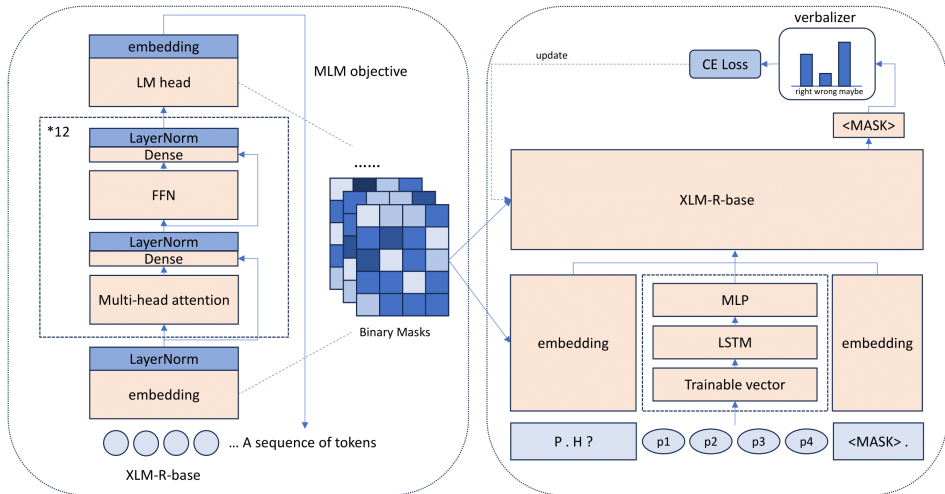 embedding
LM head
MLM objective
*12
LayerNorm
Dense
FFN
LayerNorm
Dense
Multi-head attention
LayerNorm
embedding
... A sequence of tokens
XLM-R-base
......
Binary Masks
verbalizer
update
CE Loss
right wrong maybe
<MASK>
XLM-R-base
embedding
MLP
LSTM
Trainable vector
embedding
P . H ?
p1
p2
p3
p4
<MASK> .